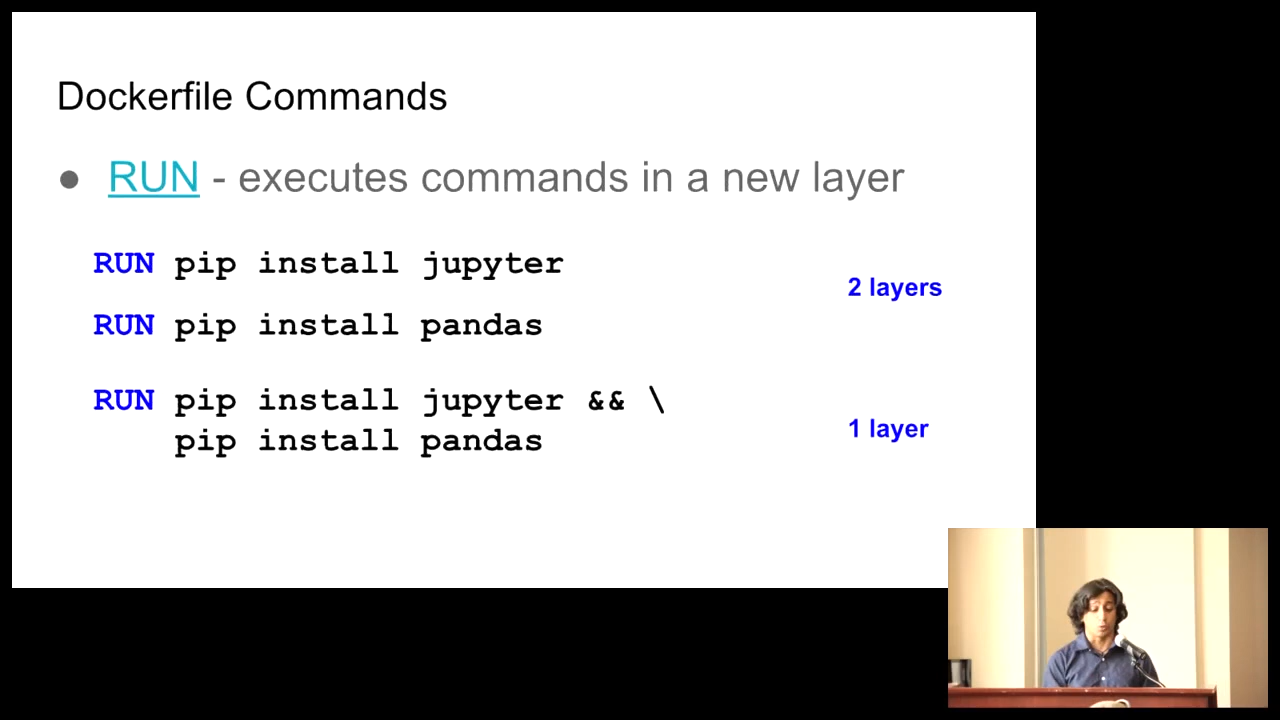 Dockerfile Commands
● RUN - executes commands in a new layer
RUN pip install jupyter
2 layers
RUN pip install pandas
RUN pip install jupyter && \
pip install pandas
1 layer